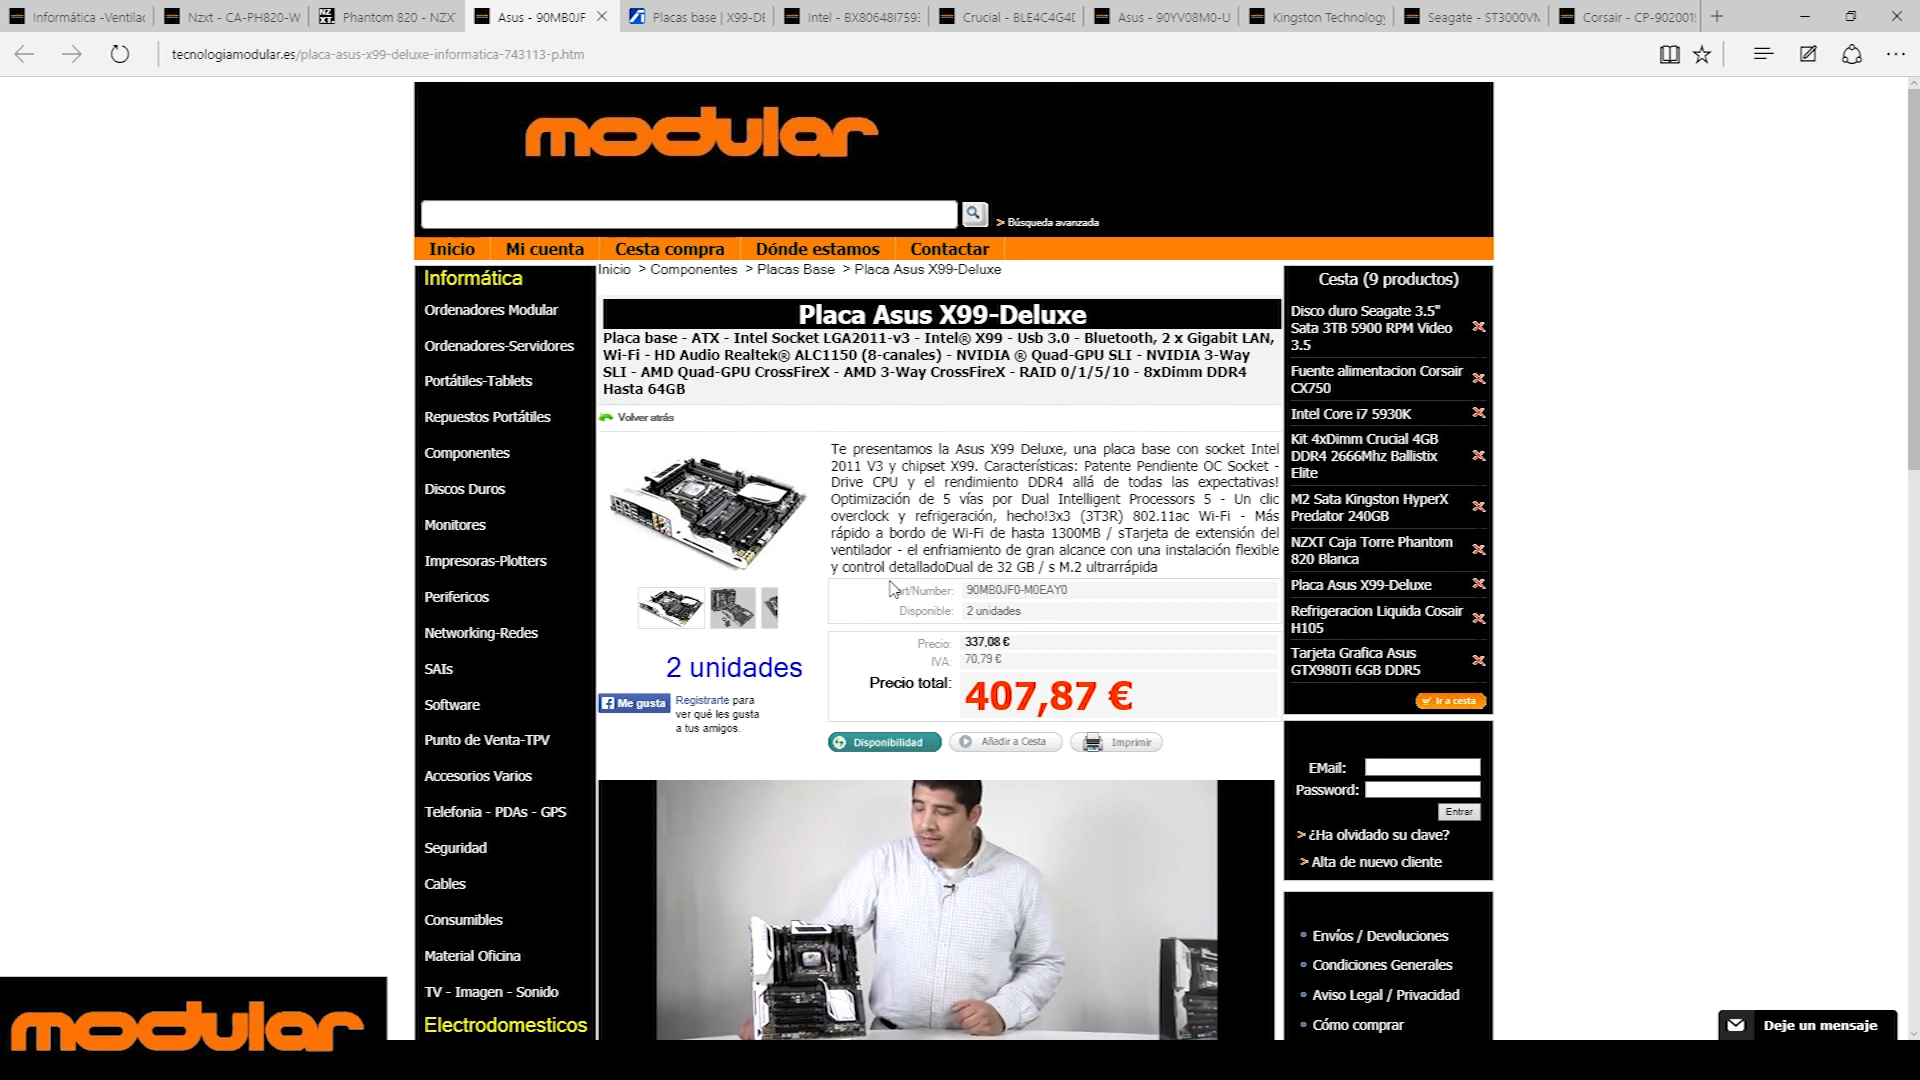 Informática -Ventilac
Nzxt - CA-PH820-W
Phantom 820 - NZX
Asus - 90MB0JF
Placas base | X99-DE
Intel - BX80648I759
Crucial - BLE4C4G4D
Asus - 90YV08M0-U
Kingston Technology
Seagate - ST3000VM
Corsair - CP-902001
tecnologiamodular.es/placa-asus-x99-deluxe-informatica-743113-p.htm
modular
> Búsqueda avanzada
Inicio
Mi cuenta
Cesta compra
Dónde estamos
Contactar
Informática
Ordenadores Modular
Ordenadores-Servidores
Portátiles-Tablets
Repuestos Portátiles
Componentes
Discos Duros
Monitores
Impresoras-Plotters
Perifericos
Networking-Redes
SAIs
Software
Punto de Venta-TPV
Accesorios Varios
Telefonia - PDAs - GPS
Seguridad
Cables
Consumibles
Material Oficina
TV - Imagen - Sonido
Electrodomesticos
Inicio > Componentes > Placas Base > Placa Asus X99-Deluxe
Placa Asus X99-Deluxe
Placa base - ATX - Intel Socket LGA2011-v3 - Intel® X99 - Usb 3.0 - Bluetooth, 2 x Gigabit LAN,
Wi-Fi - HD Audio Realtek® ALC1150 (8-canales) - NVIDIA ® Quad-GPU SLI - NVIDIA 3-Way
SLI - AMD Quad-GPU CrossFireX - AMD 3-Way CrossFireX - RAID 0/1/5/10 - 8xDimm DDR4
Hasta 64GB
Volver atrás
Te presentamos la Asus X99 Deluxe, una placa base con socket Intel
2011 V3 y chipset X99. Características: Patente Pendiente OC Socket -
Drive CPU y el rendimiento DDR4 allá de todas las expectativas!
Optimización de 5 vías por Dual Intelligent Processors 5 - Un clic
overclock y refrigeración, hecho!3x3 (3T3R) 802.11ac Wi-Fi - Más
rápido a bordo de Wi-Fi de hasta 1300MB / sTarjeta de extensión del
ventilador - el enfriamiento de gran alcance con una instalación flexible
y control detalladoDual de 32 GB / s M.2 ultrarrápida
art/Number: 90MB0JF0-M0EAY0
Disponible: 2 unidades
2 unidades
Me gusta
Registrarte para
ver qué les gusta
a tus amigos.
Precio: 337,08 €
IVA: 70,79 €
Precio total: 407,87 €
Disponibilidad
Añadir a Cesta
Imprimir
Cesta (9 productos)
Disco duro Seagate 3.5"
Sata 3TB 5900 RPM Video
3.5
Fuente alimentacion Corsair
CX750
Intel Core i7 5930K
Kit 4xDimm Crucial 4GB
DDR4 2666Mhz Ballistix
Elite
M2 Sata Kingston HyperX
Predator 240GB
NZXT Caja Torre Phantom
820 Blanca
Placa Asus X99-Deluxe
Refrigeracion Liquida Cosair
H105
Tarjeta Grafica Asus
GTX980Ti 6GB DDR5
Ir a cesta
EMail:
Password:
Entrar
> ¿Ha olvidado su clave?
> Alta de nuevo cliente
Envíos / Devoluciones
Condiciones Generales
Aviso Legal / Privacidad
Cómo comprar
Deje un mensaje
modular